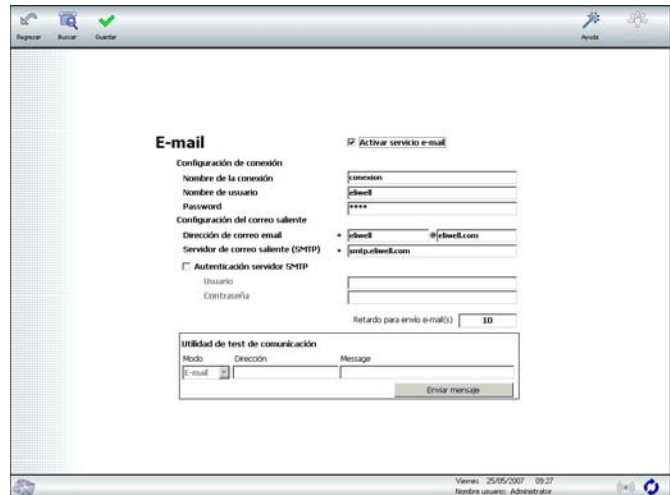 Regresar Buscar Guardar Ayuda
E-mail
Activar servicio e-mail
Configuración de conexión
Nombre de la conexión conexion
Nombre de usuario eliwell
Password ****
Configuración del correo saliente
Dirección de correo email * eliwell @eliwell.com
Servidor de correo saliente (SMTP) * smtp.eliwell.com
Autenticación servidor SMTP
Usuario
Contraseña
Retardo para envío e-mail(s) 10
Utilidad de test de comunicación
Modo Dirección Message
E-mail
Enviar mensaje
Viernes 25/05/2007 09:27
Nombre usuario: Administrator